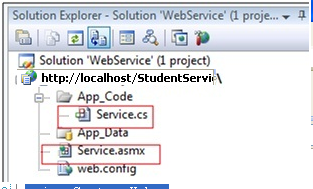 Solution Explorer - Solution 'WebService' (1 proje...
Solution 'WebService' (1 project)
http://localhost/StudentServic\
App_Code
Service.cs
App_Data
Service.asmx
web.config